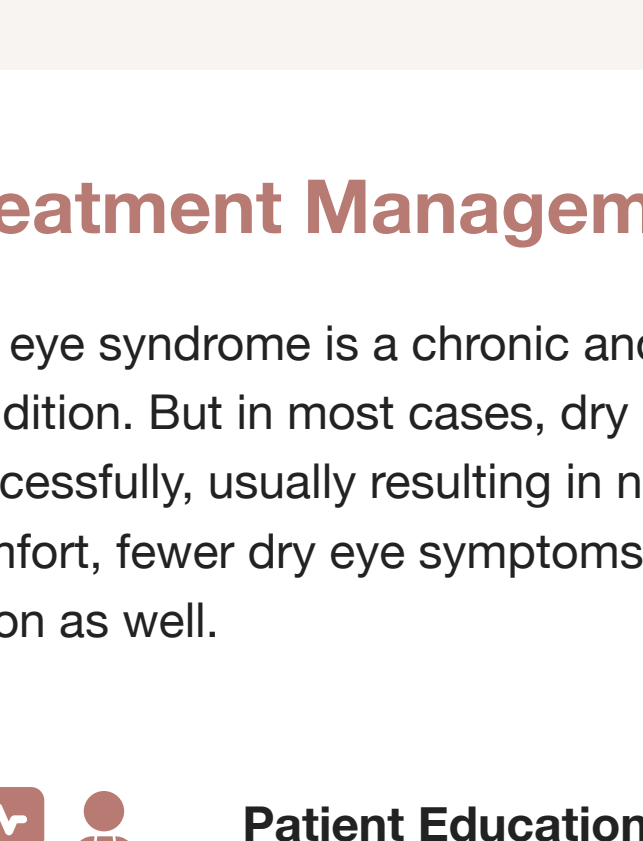 eatment Managem
eye syndrome is a chronic and
dition. But in most cases, dry
cessfully, usually resulting in n
nfort, fewer dry eye symptoms
on as well.
Patient Education